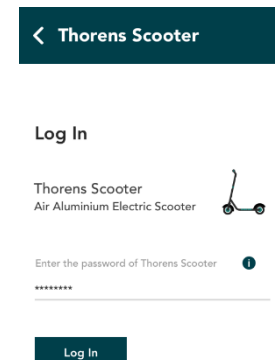 Thorens Scooter
Log In
Thorens Scooter
Air Aluminium Electric Scooter
Enter the password of Thorens Scooter i
********
Log In